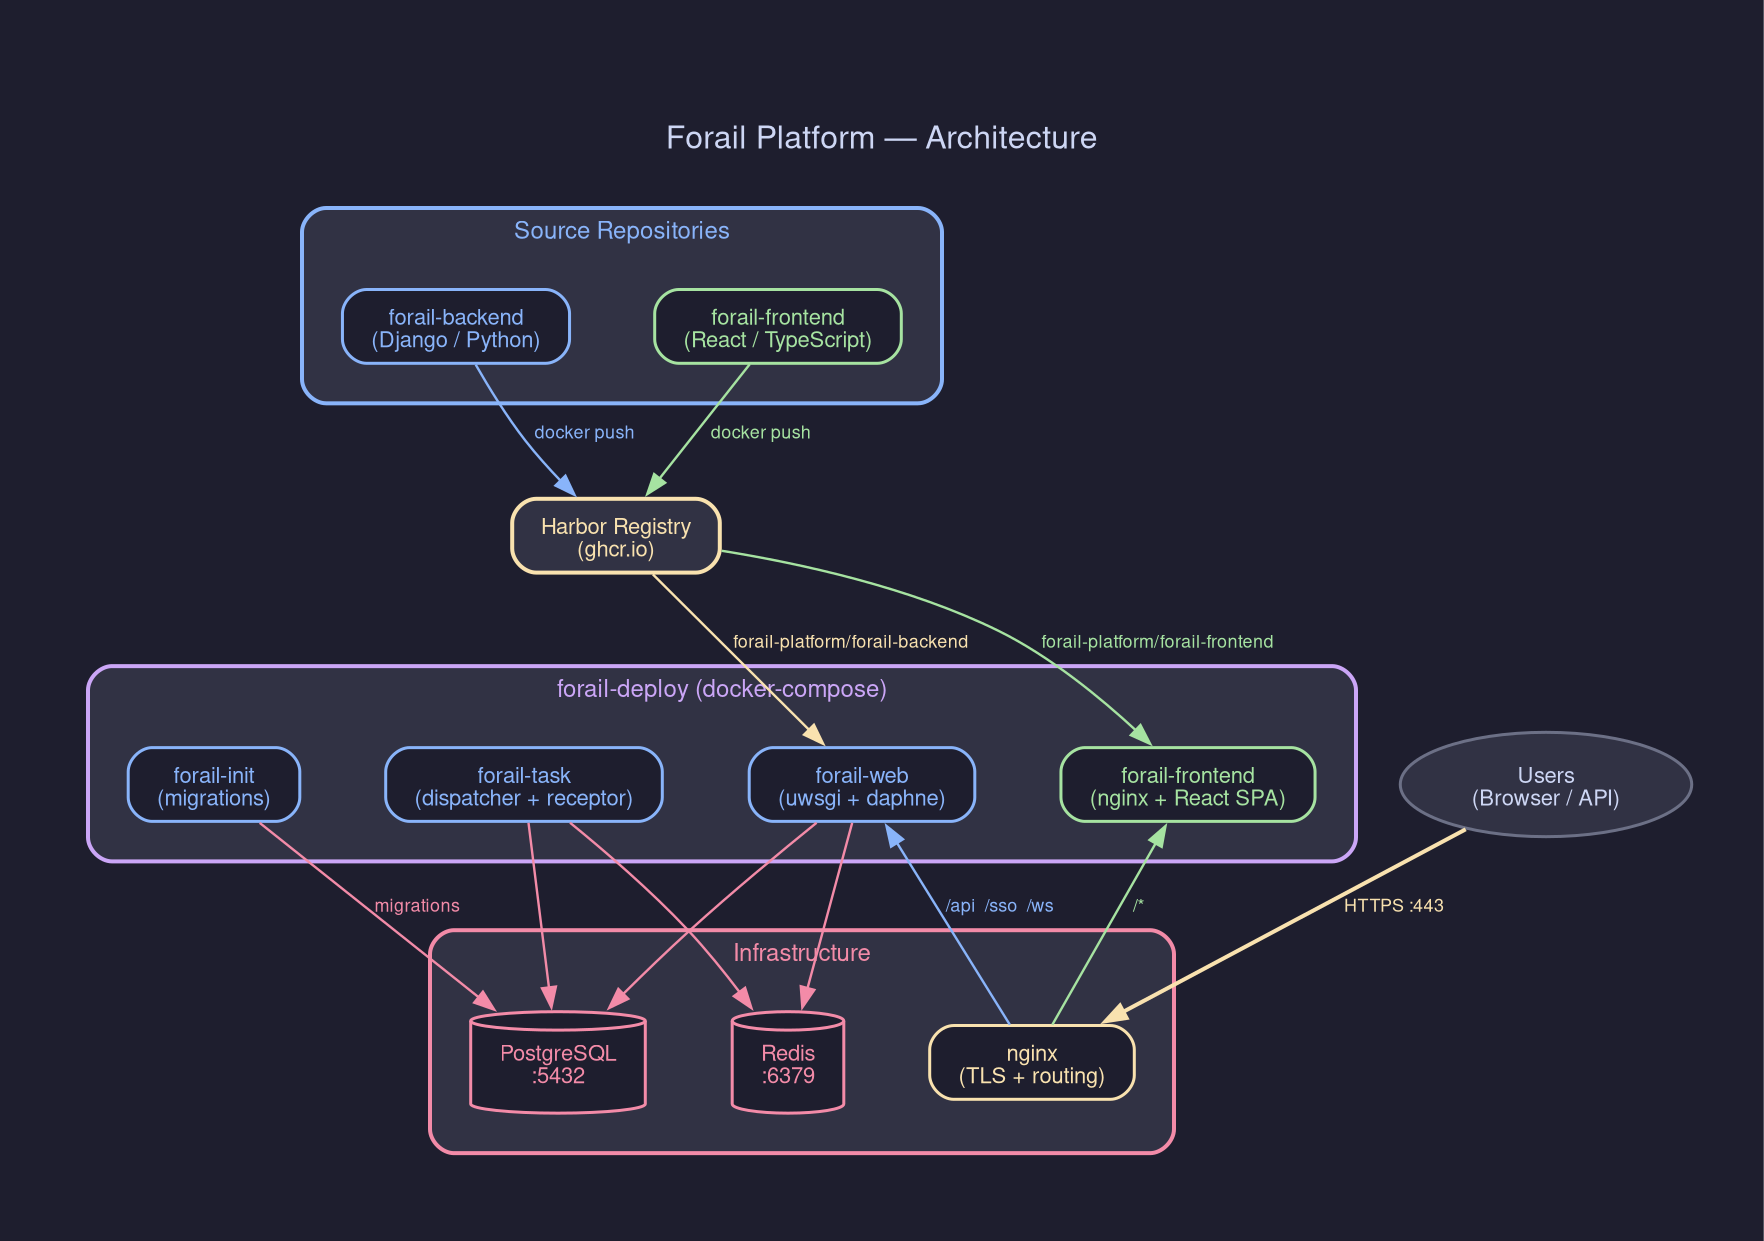 Forail Platform — Architecture
Source Repositories
forail-backend
(Django / Python)
forail-frontend
(React / TypeScript)
docker push
docker push
Harbor Registry
(ghcr.io)
forail-platform/forail-backend
forail-platform/forail-frontend
forail-deploy (docker-compose)
forail-init
(migrations)
forail-task
(dispatcher + receptor)
forail-web
(uwsgi + daphne)
forail-frontend
(nginx + React SPA)
Users
(Browser / API)
migrations
/api /sso /ws
/*
HTTPS :443
Infrastructure
PostgreSQL
:5432
Redis
:6379
nginx
(TLS + routing)